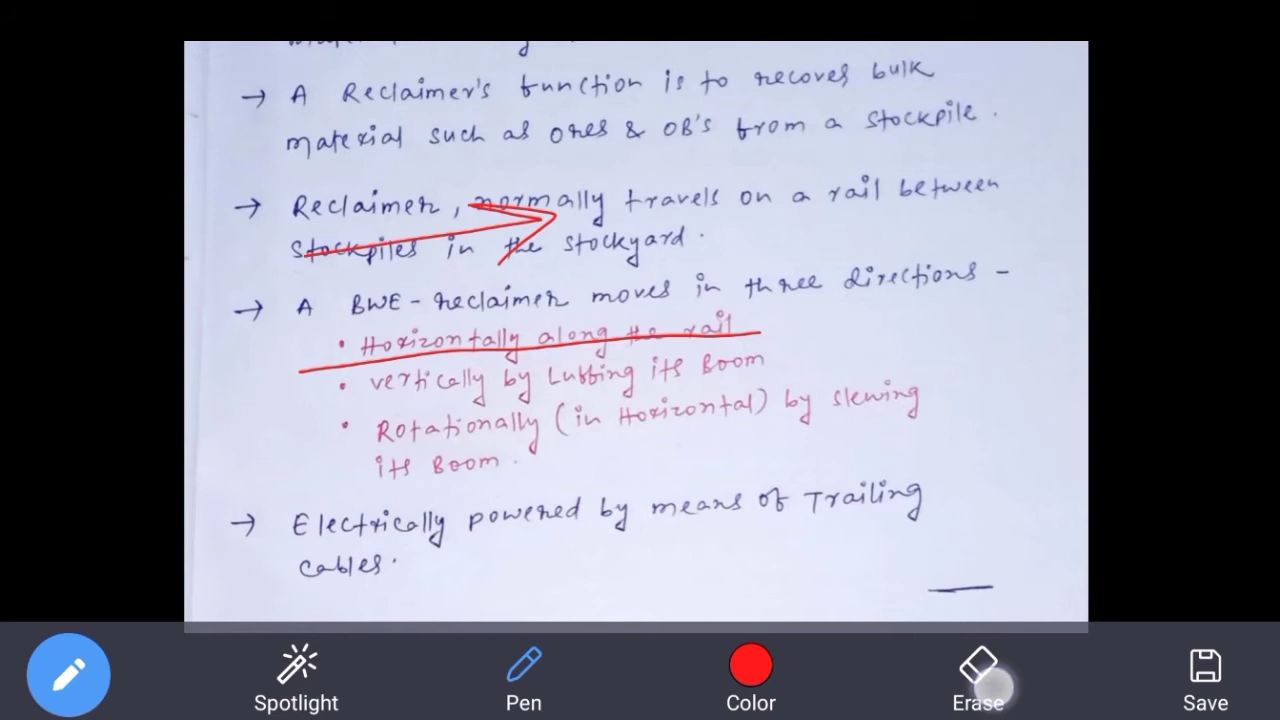 → A Reclaimer's function is to recover bulk
material such as ores & OB's from a stockpile.
→ Reclaimer, normally travels on a rail between
stockpiles in the stockyard.
→ A BWE-reclaimer moves in three directions -
• Horizontally along the rail
• vertically by Luffing its Boom
• Rotationally (in Horizontal) by slewing
its Boom.
→ Electrically powered by means of Trailing
cables.
Spotlight Pen Color Erase Save